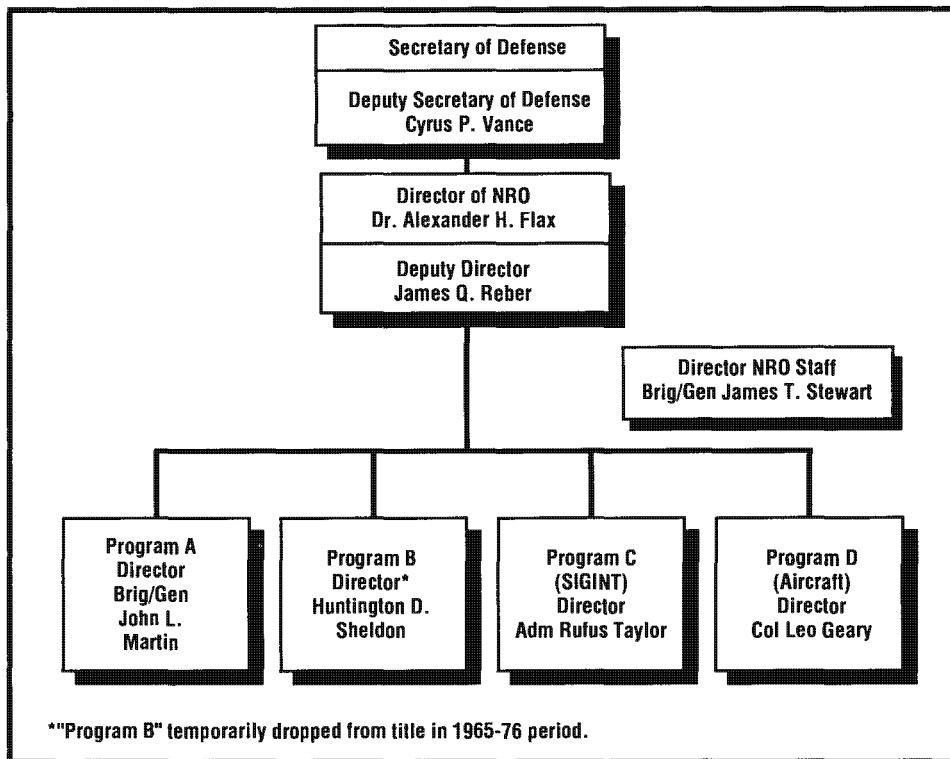 Secretary of Defense
Deputy Secretary of Defense
Cyrus P. Vance
Director of NRO
Dr. Alexander H. Flax
Deputy Director
James Q. Reber
Director NRO Staff
Brig/Gen James T. Stewart
Program A
Director
Brig/Gen
John L.
Martin
Program B
Director*
Huntington D.
Sheldon
Program C
(SIGINT)
Director
Adm Rufus Taylor
Program D
(Aircraft)
Director
Col Leo Geary
*"Program B" temporarily dropped from title in 1965-76 period.